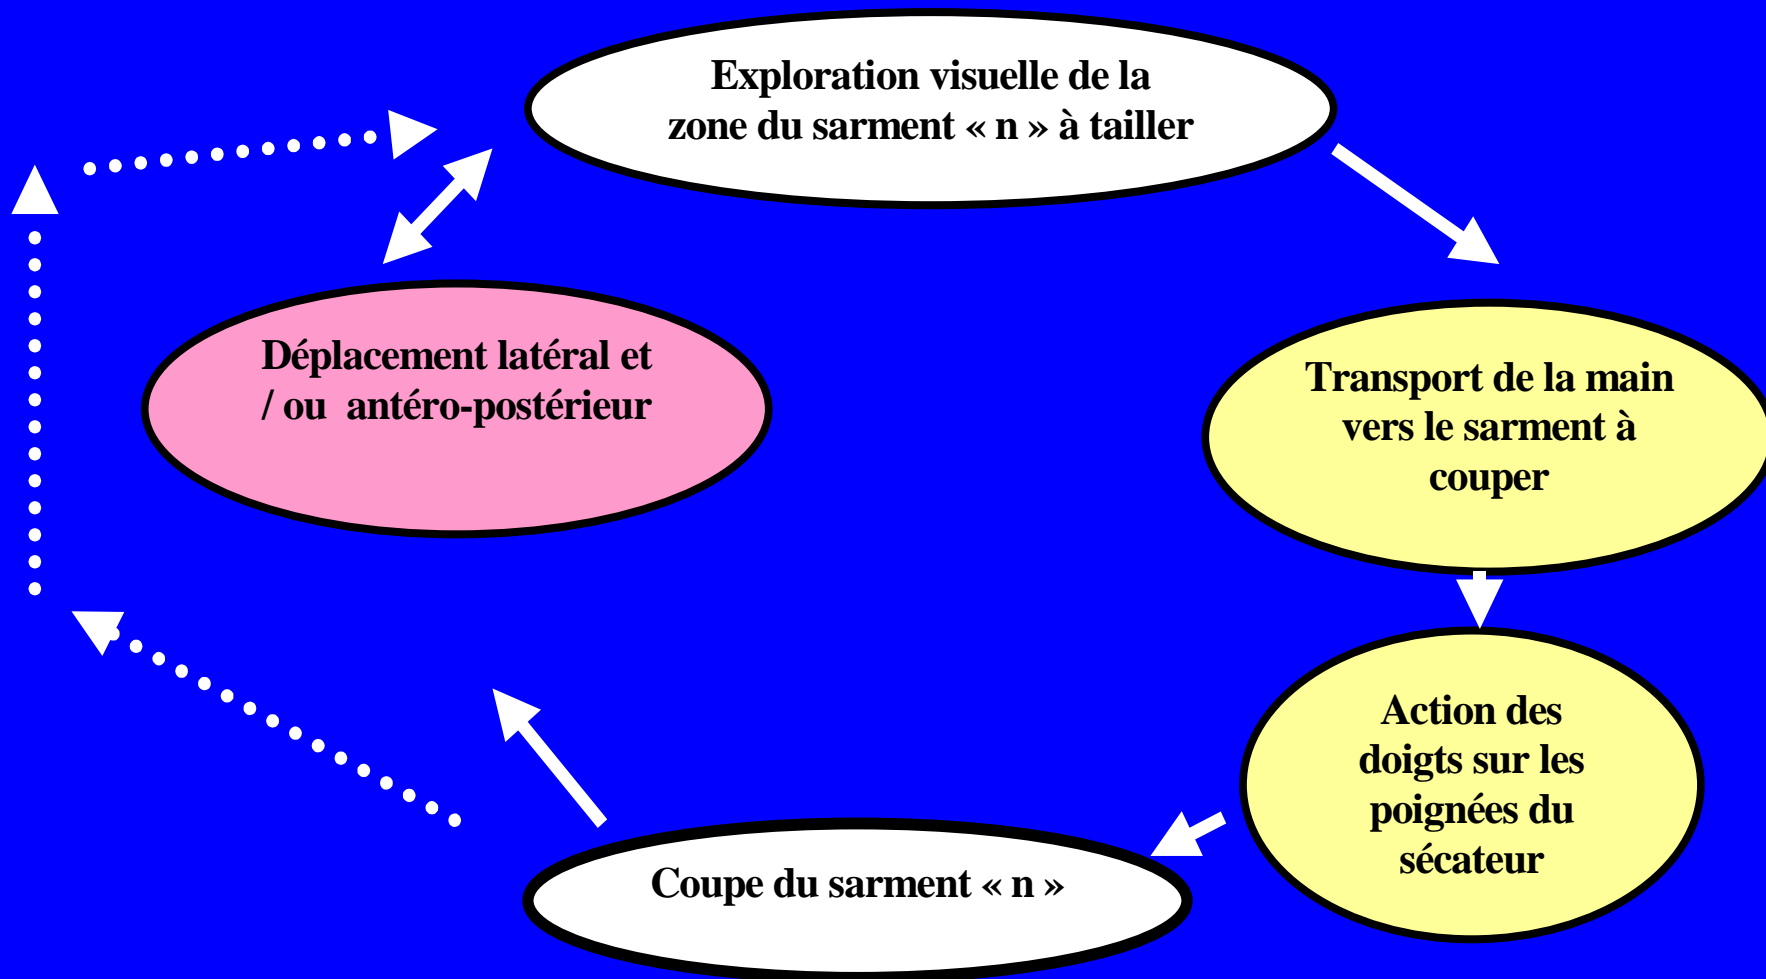 Exploration visuelle de la
zone du sarment « n » à tailler
Déplacement latéral et
/ ou antéro-postérieur
Transport de la main
vers le sarment à
couper
Action des
doigts sur les
poignées du
sécateur
Coupe du sarment « n »